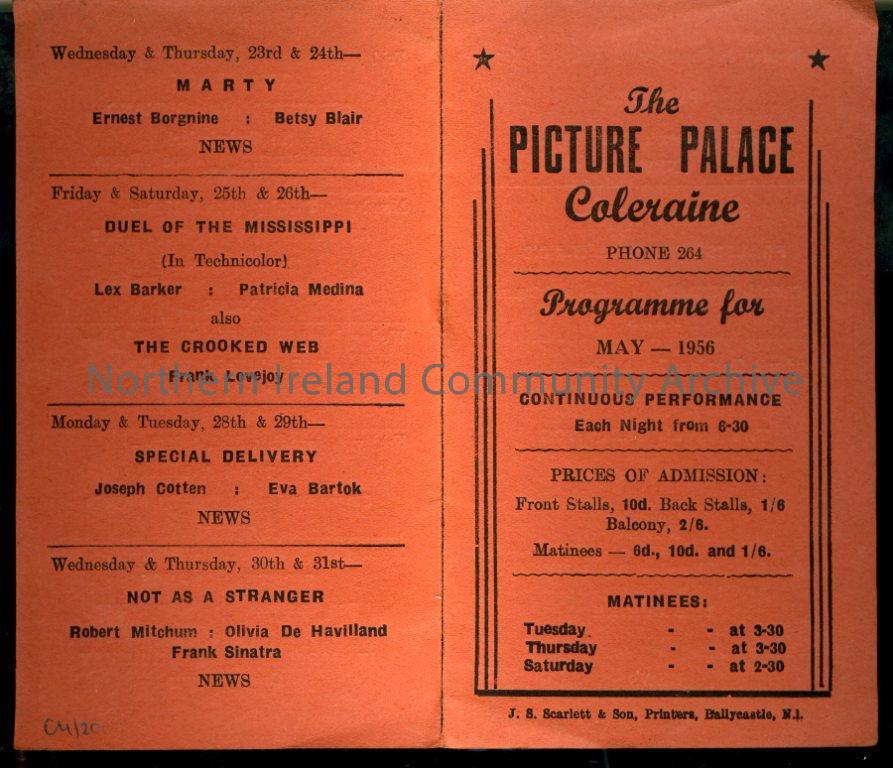 Wednesday & Thursday, 23rd & 24th—
MARTY
Ernest Borgnine : Betsy Blair
NEWS
Friday & Saturday, 25th & 26th—
DUEL OF THE MISSISSIPPI
(In Technicolor)
Lex Barker : Patricia Medina
also
THE CROOKED WEB
Frank Lovejoy
Monday & Tuesday, 28th & 29th—
SPECIAL DELIVERY
Joseph Cotten : Eva Bartok
NEWS
Wednesday & Thursday, 30th & 31st—
NOT AS A STRANGER
Robert Mitchum : Olivia De Havilland
Frank Sinatra
NEWS
CM/20
The
PICTURE PALACE
Coleraine
PHONE 264
Programme for
MAY — 1956
CONTINUOUS PERFORMANCE
Each Night from 6-30
PRICES OF ADMISSION:
Front Stalls, 10d. Back Stalls, 1/6
Balcony, 2/6.
Matinees — 6d., 10d. and 1/6.
MATINEES:
Tuesday - - at 3-30
Thursday - - at 3-30
Saturday - - at 2-30
J. S. Scarlett & Son, Printers, Ballycastle, N.I.
Northern Ireland Community Archive